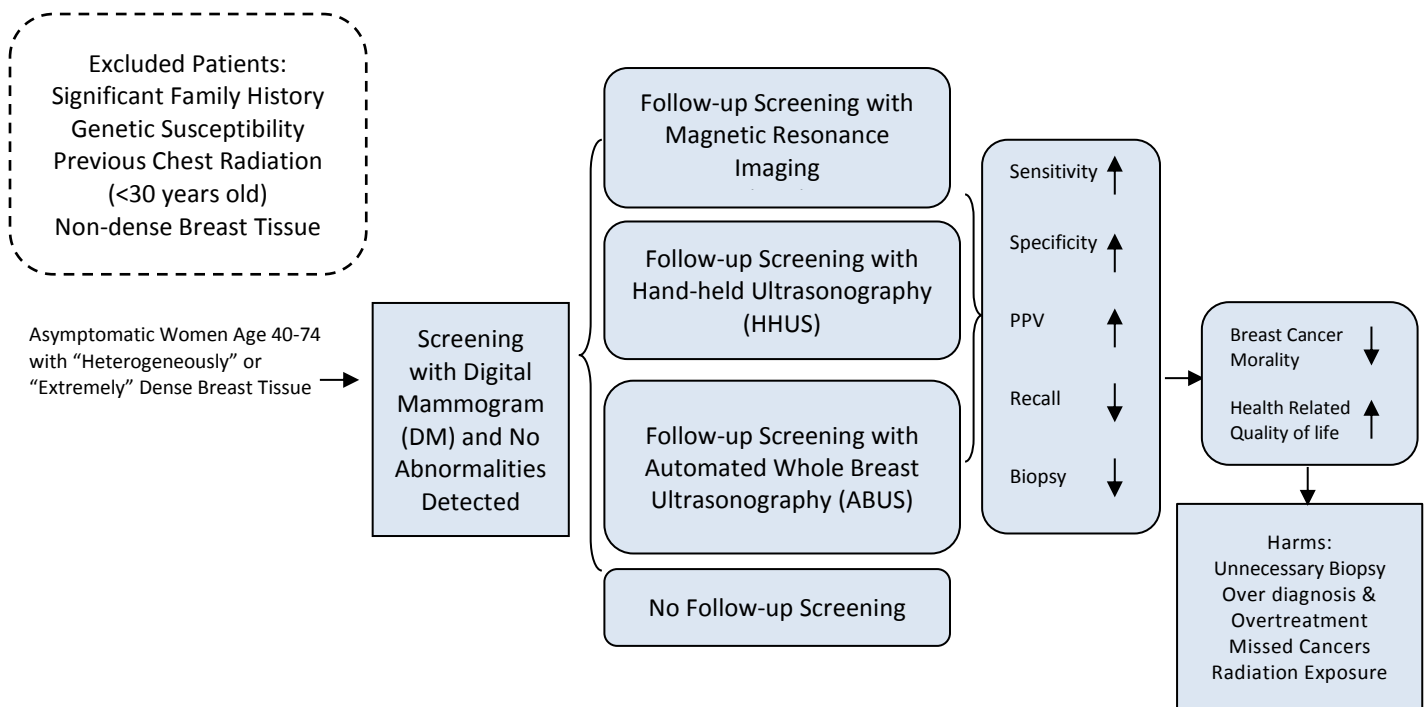 Excluded Patients:
Significant Family History
Genetic Susceptibility
Previous Chest Radiation
(<30 years old)
Non-dense Breast Tissue
Asymptomatic Women Age 40-74
with “Heterogeneously” or
“Extremely” Dense Breast Tissue
Screening
with Digital
Mammogram
(DM) and No
Abnormalities
Detected
Follow-up Screening with
Magnetic Resonance
Imaging
Follow-up Screening with
Hand-held Ultrasonography
(HHUS)
Follow-up Screening with
Automated Whole Breast
Ultrasonography (ABUS)
No Follow-up Screening
Sensitivity
Specificity
PPV
Recall
Biopsy
Breast Cancer
Morality
Health Related
Quality of life
Harms:
Unnecessary Biopsy
Over diagnosis &
Overtreatment
Missed Cancers
Radiation Exposure